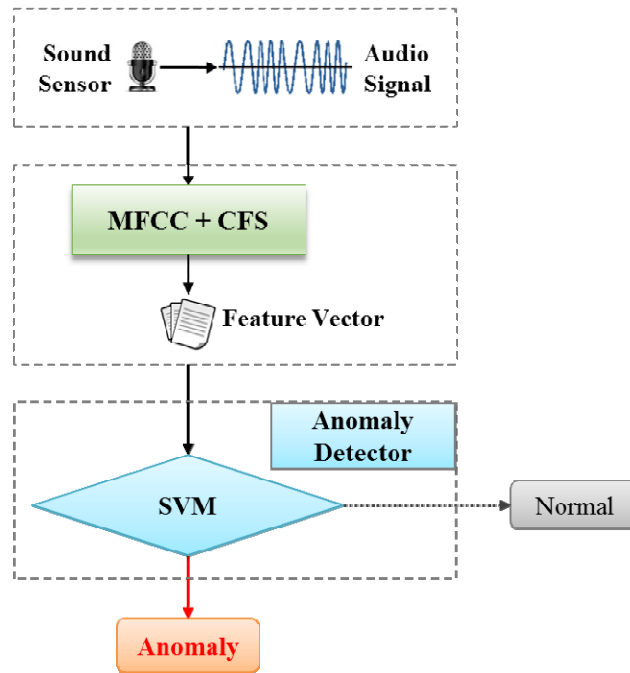 Sound
Sensor
Audio
Signal
MFCC + CFS
Feature Vector
Anomaly
Detector
SVM
Normal
Anomaly